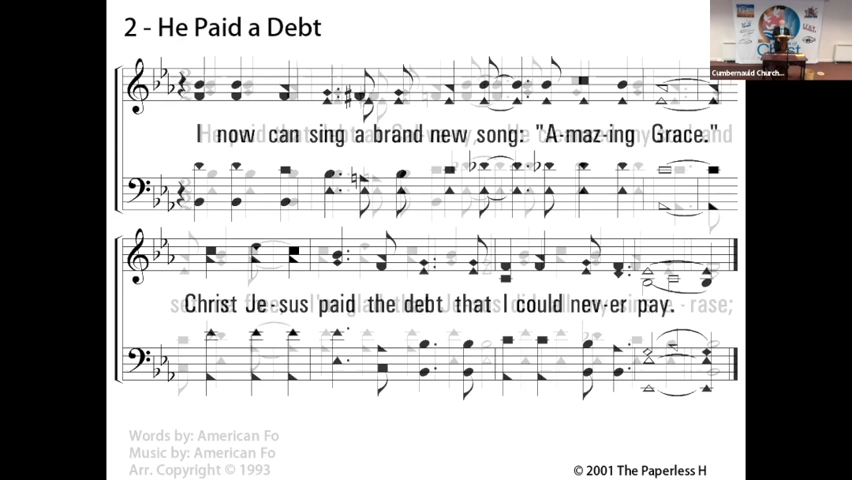 2 - He Paid a Debt
I now can sing a brand new song: "A-maz-ing Grace."
Christ Je-sus paid the debt that I could nev-er pay.
Words by: American Fo
Music by: American Fo
Arr. Copyright © 1993
© 2001 The Paperless H
Christ
Cumbernauld Church...